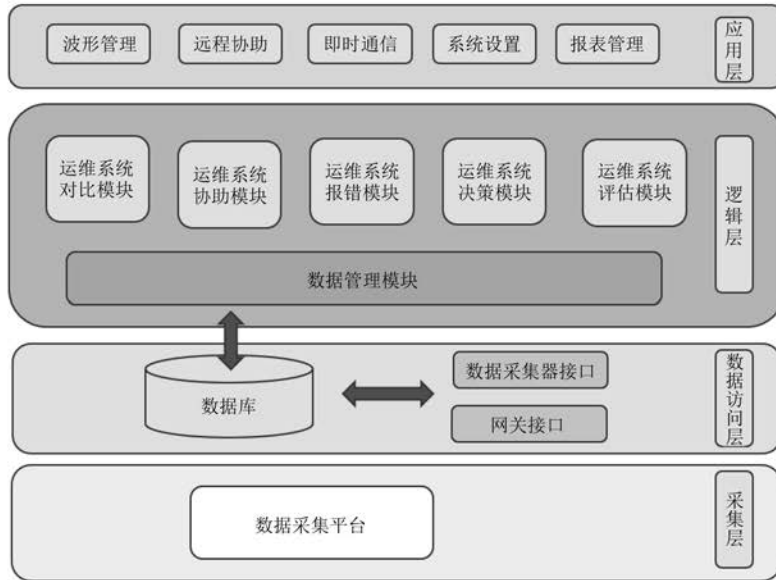 波形管理
远程协助
即时通信
系统设置
报表管理
应用层
运维系统
对比模块
运维系统
协助模块
运维系统
报错模块
运维系统
决策模块
运维系统
评估模块
逻辑层
数据管理模块
数据库
数据采集器接口
网关接口
数据访问层
数据采集平台
采集层